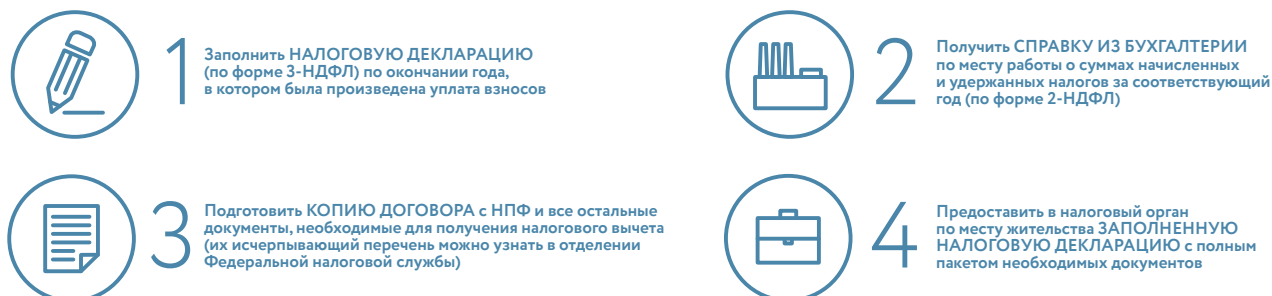 1
Заполнить НАЛОГОВУЮ ДЕКЛАРАЦИЮ
(по форме 3-НДФЛ) по окончании года,
в котором была произведена уплата взносов
2
Получить СПРАВКУ ИЗ БУХГАЛТЕРИИ
по месту работы о суммах начисленных
и удержанных налогов за соответствующий
год (по форме 2-НДФЛ)
3
Подготовить КОПИЮ ДОГОВОРА с НПФ и все остальные
документы, необходимые для получения налогового вычета
(их исчерпывающий перечень можно узнать в отделении
Федеральной налоговой службы)
4
Предоставить в налоговый орган
по месту жительства ЗАПОЛНЕННУЮ
НАЛОГОВУЮ ДЕКЛАРАЦИЮ с полным
пакетом необходимых документов